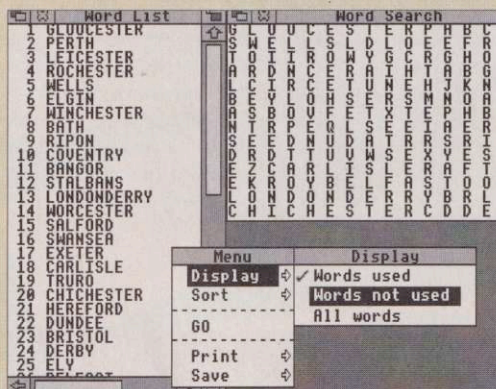 Word List
1 GLOUCESTER
2 PERTH
3 LEICESTER
4 ROCHESTER
5 WELLS
6 ELGIN
7 WINCHESTER
8 BATH
9 RIPON
10 COVENTRY
11 BANGOR
12 STALBANS
13 LONDONDERRY
14 WORCESTER
15 SALFORD
16 SWANSEA
17 EXETER
18 CARLISLE
19 TRURO
20 CHICHESTER
21 HEREFORD
22 DUNDEE
23 BRISTOL
24 DERBY
25 ELY
Word Search
G L O U C E S T E R P H B C
S W E L L S L D L O E E F R
T O I I R O W Y G C R G H O
A R D N C E R A I H T A B G
L C I R C E T U N E H J K N
B E Y L O H S E R S M N O A
A S B O V F E T X T E P H B
N T R P E Q L S E E I A E R
S E E D N U D A T R R S R I
D R D T T U V W S E X Y E S
E Z C A R L I S L E R A F T
E K R O Y B E L F A S T O O
L O N D O N D E R R Y B R L
C H I C H E S T E R C D D E
Menu
Display
Sort
GO
Print
Save
Display
✓ Words used
Words not used
All words